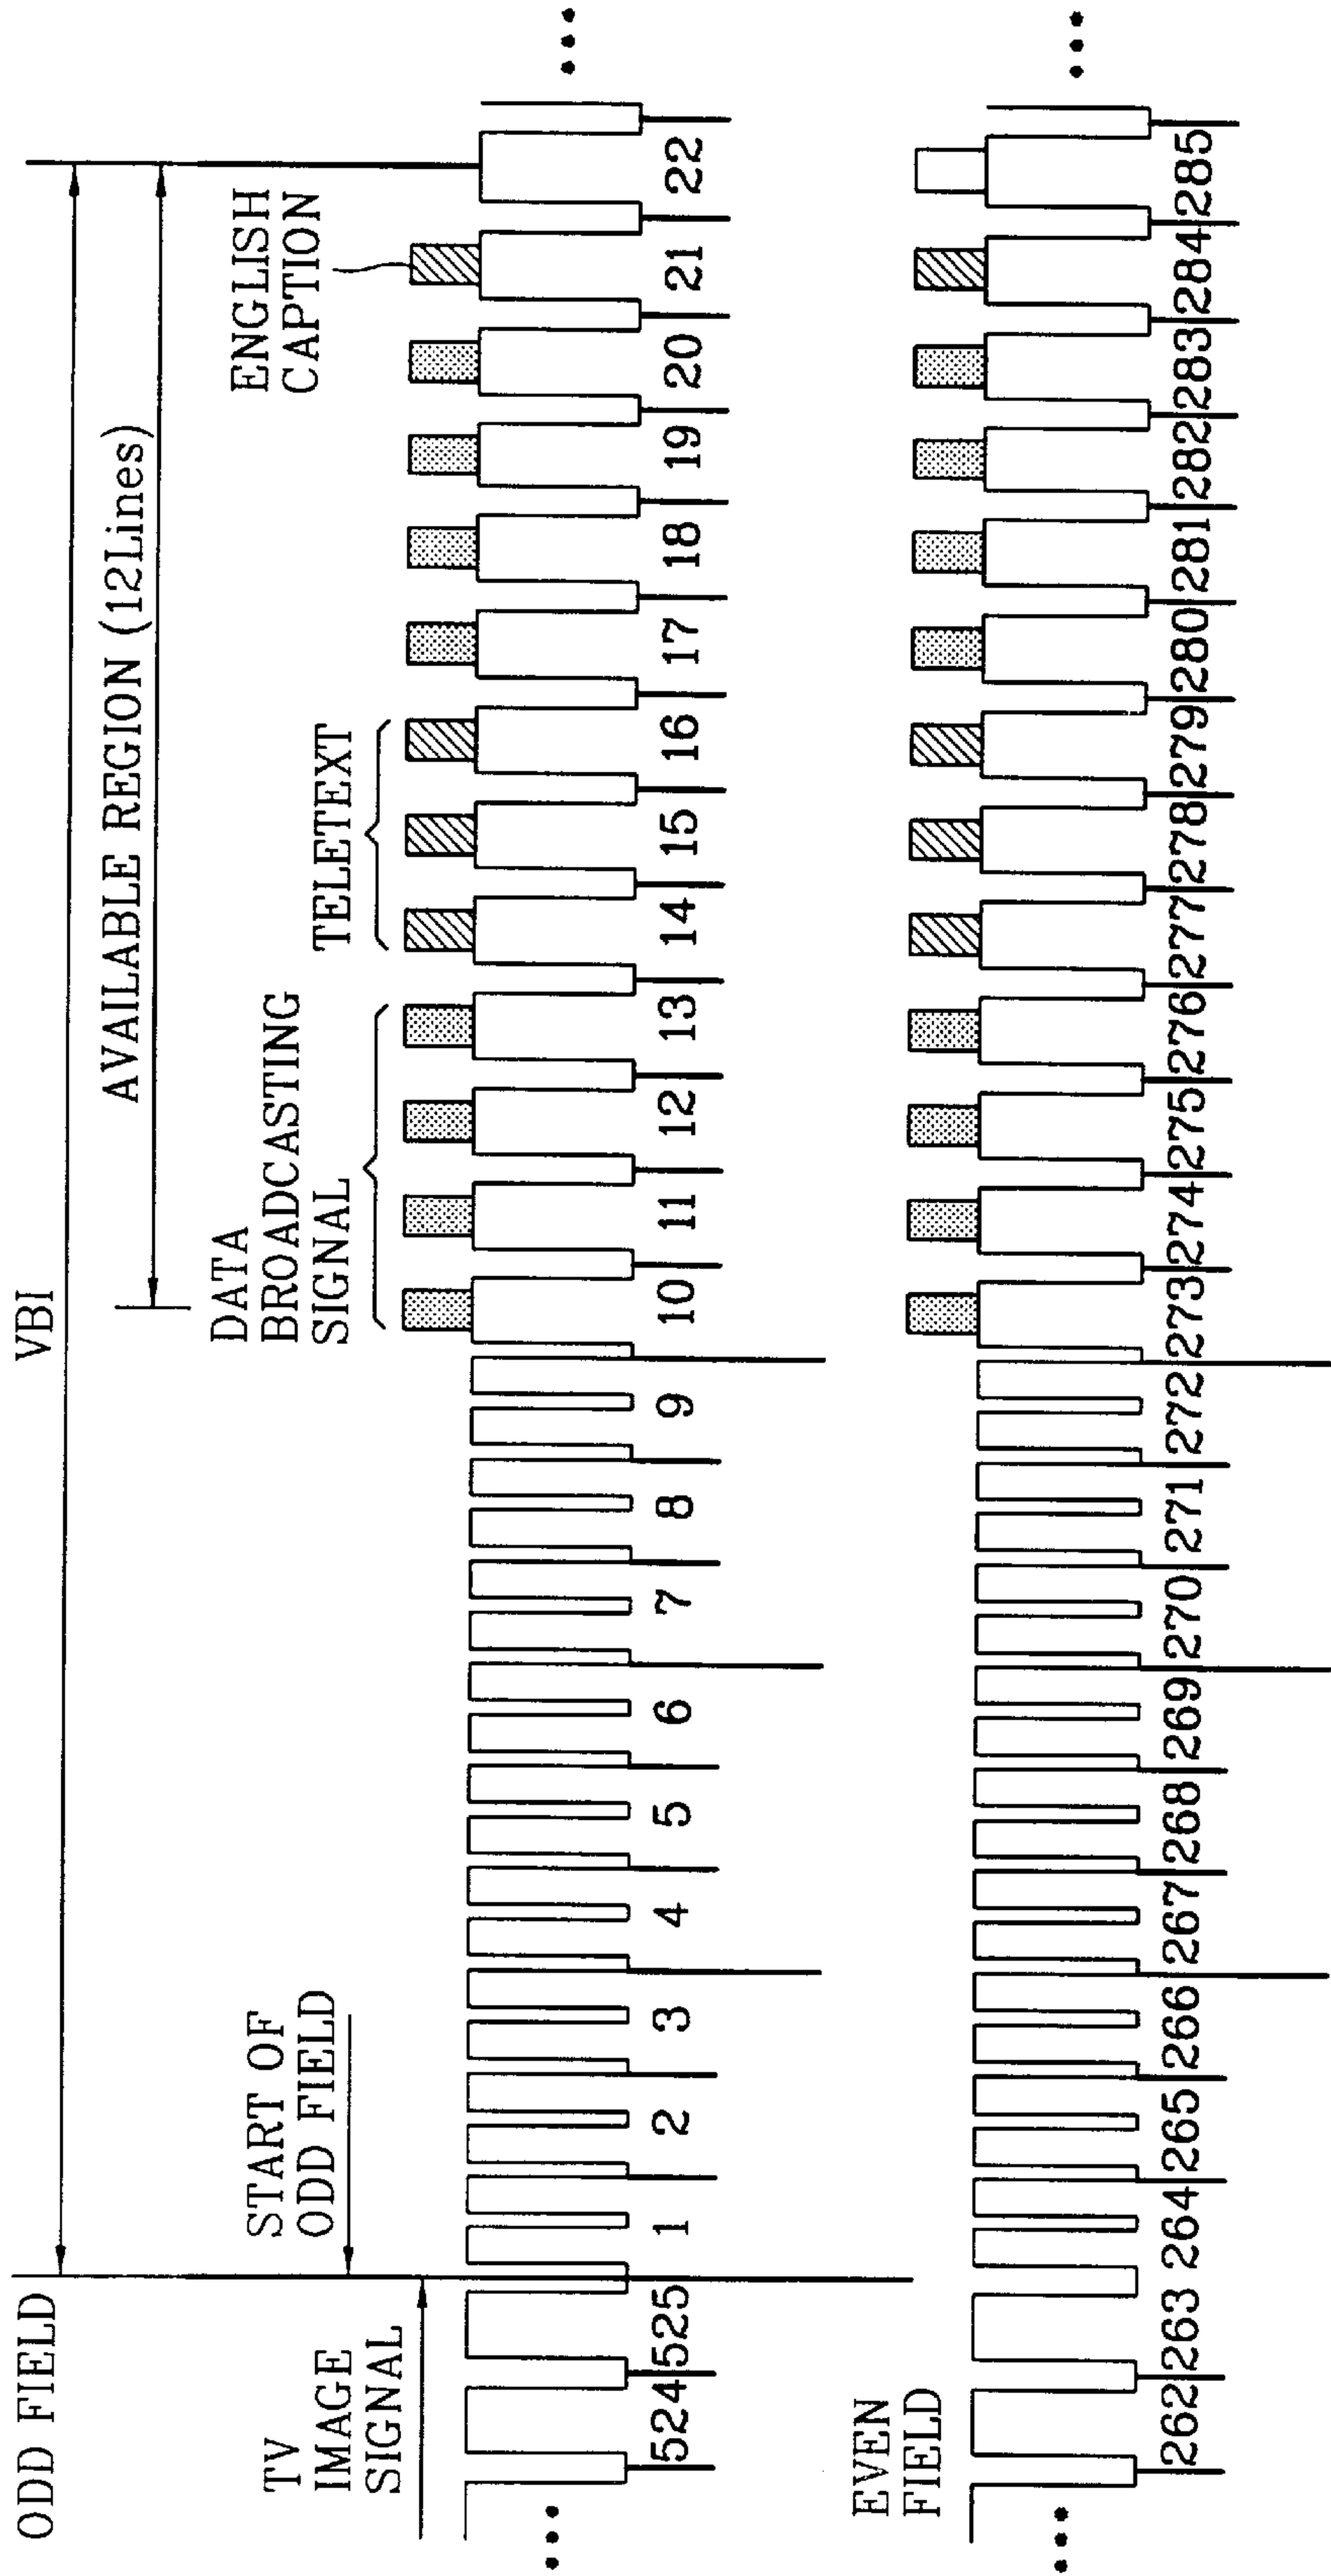 ODD FIELD
VBI
AVAILABLE REGION (12Lines)
START OF
ODD FIELD
TV
IMAGE
SIGNAL
DATA
BROADCASTING
SIGNAL
TELETEXT
ENGLISH
CAPTION
524 525 1 2 3 4 5 6 7 8 9 10 11 12 13 14 15 16 17 18 19 20 21 22
EVEN
FIELD
262 263 264 265 266 267 268 269 270 271 272 273 274 275 276 277 278 279 280 281 282 283 284 285